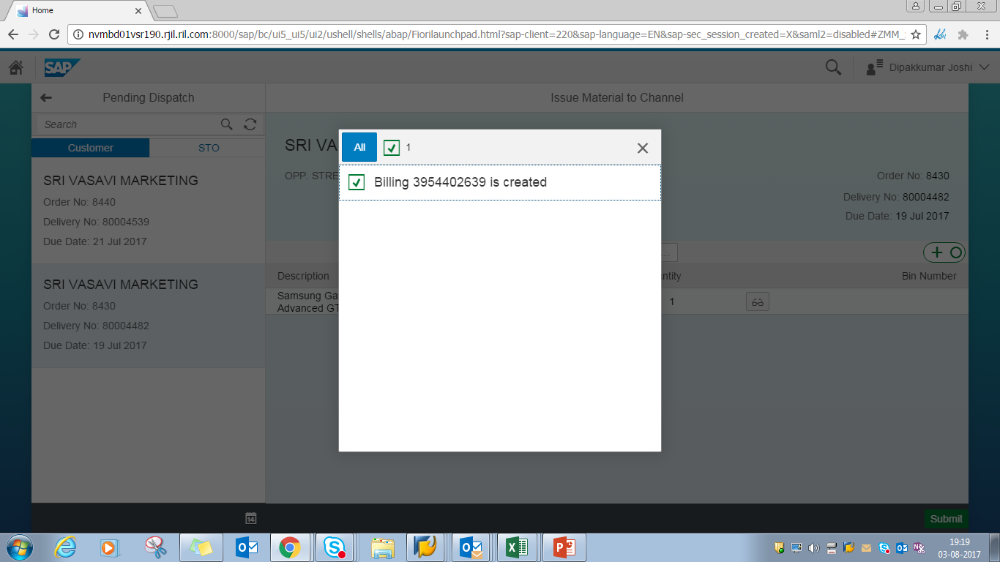 Home
nvmbd01vsr190.rjil.ril.com:8000/sap/bc/ui5_ui5/ui2/ushell/shells/abap/Fiorilaunchpad.html?sap-client=220&sap-language=EN&sap-sec_session_created=X&saml2=disabled#ZMM_
SAP
Dipakkumar Joshi
Pending Dispatch
Issue Material to Channel
Search
Customer
STO
SRI VASAVI MARKETING
Order No: 8440
Delivery No: 80004539
Due Date: 21 Jul 2017
SRI VASAVI MARKETING
Order No: 8430
Delivery No: 80004482
Due Date: 19 Jul 2017
SRI VA
OPP. STRE
Order No: 8430
Delivery No: 80004482
Due Date: 19 Jul 2017
All
1
Billing 3954402639 is created
...
Description
ntity
Bin Number
Samsung Ga
Advanced GT
1
14
Submit
19:19
03-08-2017